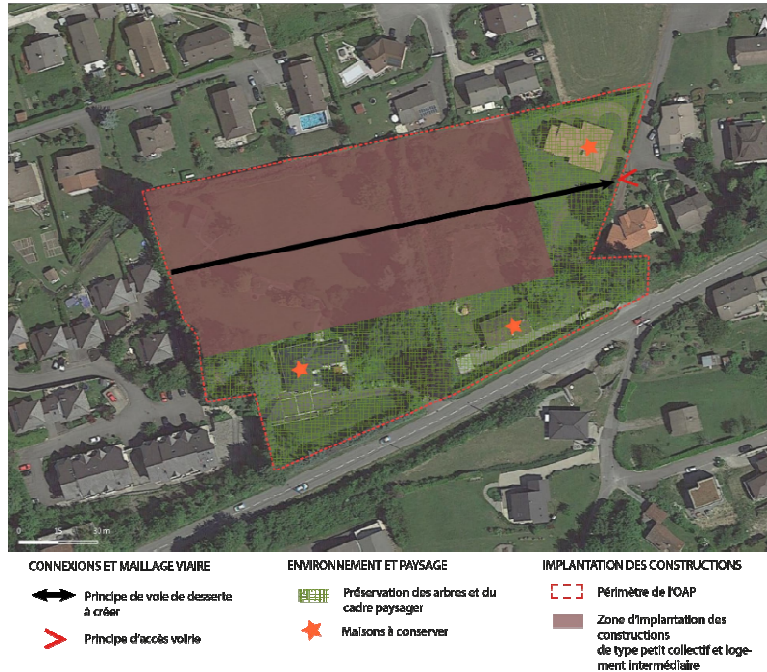 0 15 30 m
CONNEXIONS ET MAILLAGE VIAIRE
Principe de voie de desserte
à créer
Principe d'accès voirie
ENVIRONNEMENT ET PAYSAGE
Préservation des arbres et du
cadre paysager
Maisons à conserver
IMPLANTATION DES CONSTRUCTIONS
Périmètre de l'OAP
Zone d'implantation des
constructions
de type petit collectif et loge-
ment intermédiaire